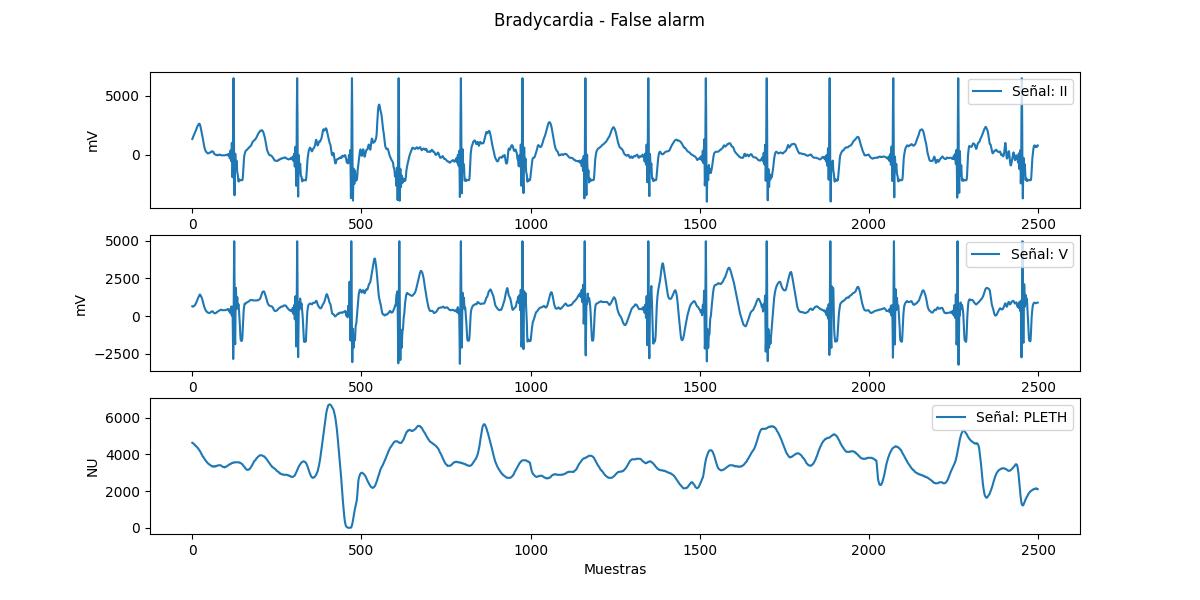 Bradycardia - False alarm
5000
0
mV
Señal: II
0 500 1000 1500 2000 2500
5000
2500
0
−2500
mV
Señal: V
0 500 1000 1500 2000 2500
6000
4000
2000
0
NU
Señal: PLETH
0 500 1000 1500 2000 2500
Muestras